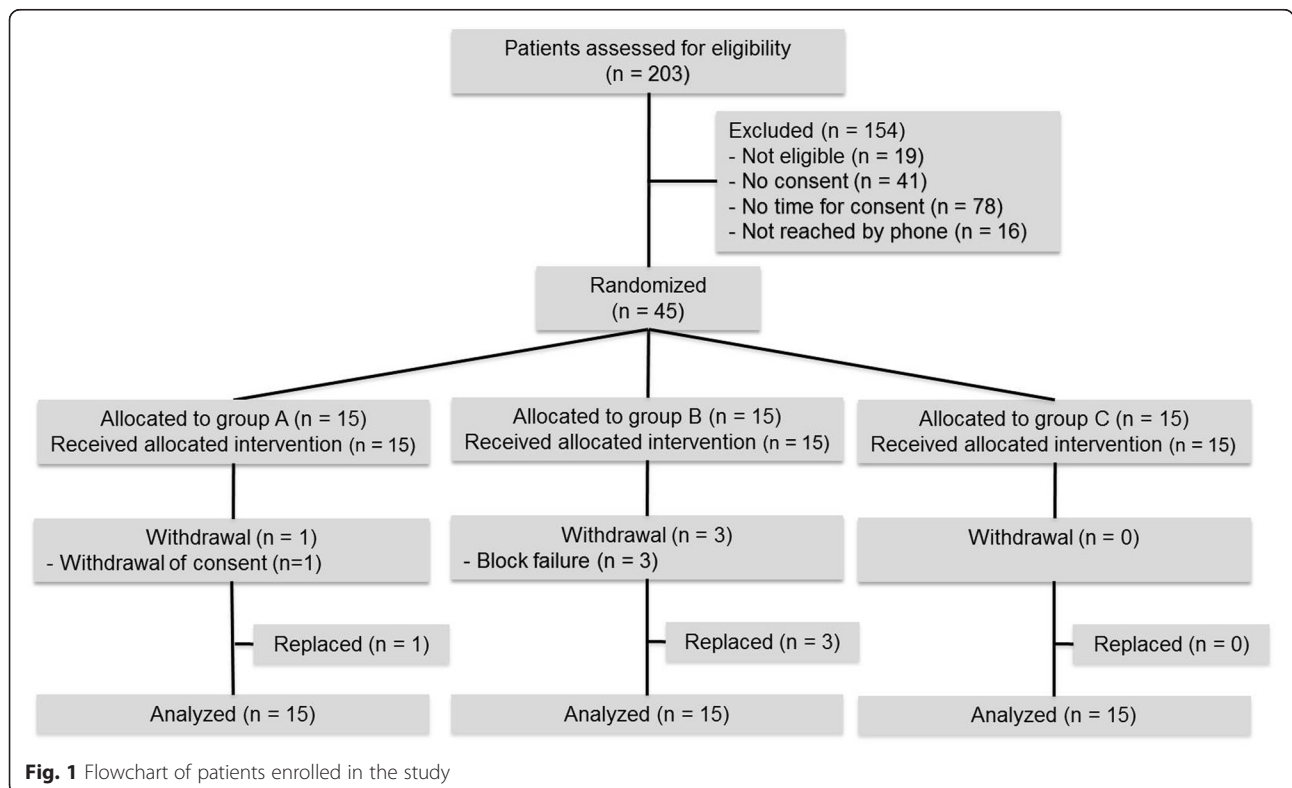 Patients assessed for eligibility
(n = 203)
Excluded (n = 154)
- Not eligible (n = 19)
- No consent (n = 41)
- No time for consent (n = 78)
- Not reached by phone (n = 16)
Randomized
(n = 45)
Allocated to group A (n = 15)
Received allocated intervention (n = 15)
Allocated to group B (n = 15)
Received allocated intervention (n = 15)
Allocated to group C (n = 15)
Received allocated intervention (n = 15)
Withdrawal (n = 1)
- Withdrawal of consent (n=1)
Withdrawal (n = 3)
- Block failure (n = 3)
Withdrawal (n = 0)
Replaced (n = 1)
Replaced (n = 3)
Replaced (n = 0)
Analyzed (n = 15)
Analyzed (n = 15)
Analyzed (n = 15)
Fig. 1 Flowchart of patients enrolled in the study